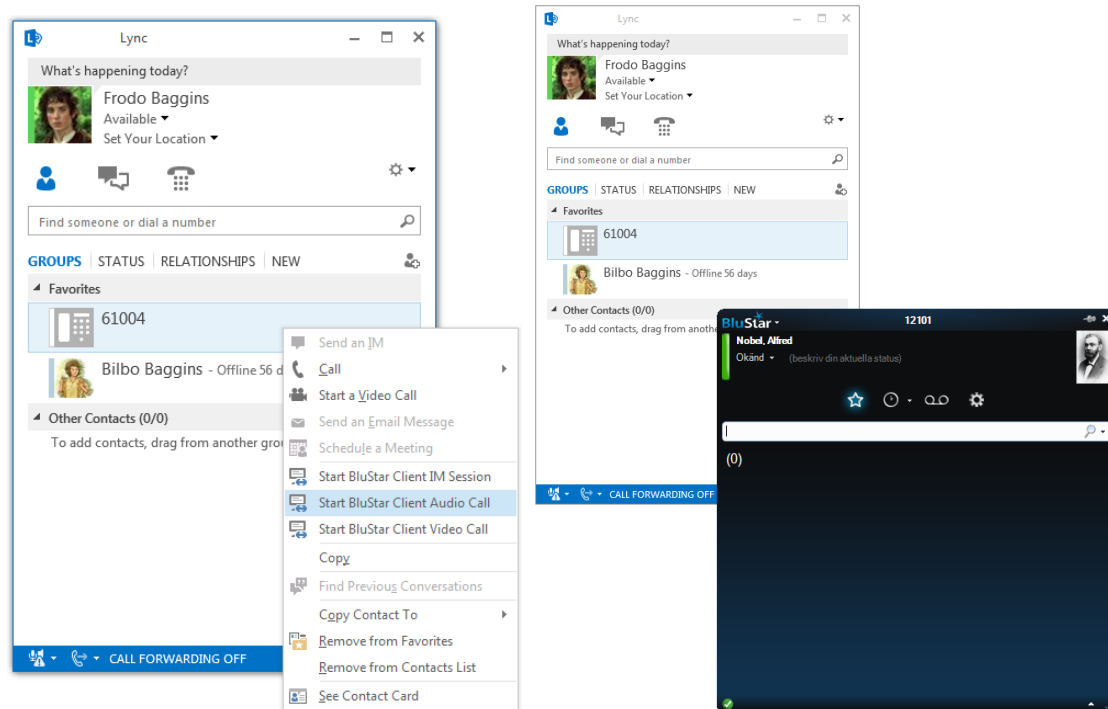 Lync
What's happening today?
Frodo Baggins
Available
Set Your Location
Find someone or dial a number
GROUPS STATUS RELATIONSHIPS NEW
Favorites
61004
Bilbo Baggins - Offline 56 d
Other Contacts (0/0)
To add contacts, drag from another gro
CALL FORWARDING OFF
Send an IM
Call
Start a Video Call
Send an Email Message
Schedule a Meeting
Start BluStar Client IM Session
Start BluStar Client Audio Call
Start BluStar Client Video Call
Copy
Find Previous Conversations
Copy Contact To
Remove from Favorites
Remove from Contacts List
See Contact Card
Lync
What's happening today?
Frodo Baggins
Available
Set Your Location
Find someone or dial a number
GROUPS STATUS RELATIONSHIPS NEW
Favorites
61004
Bilbo Baggins - Offline 56 days
Other Contacts (0/0)
To add contacts, drag from anothe
CALL FORWARDING OFF
BluStar 12101
Nobel, Alfred
Okänd (beskriv din aktuella status)
(0)